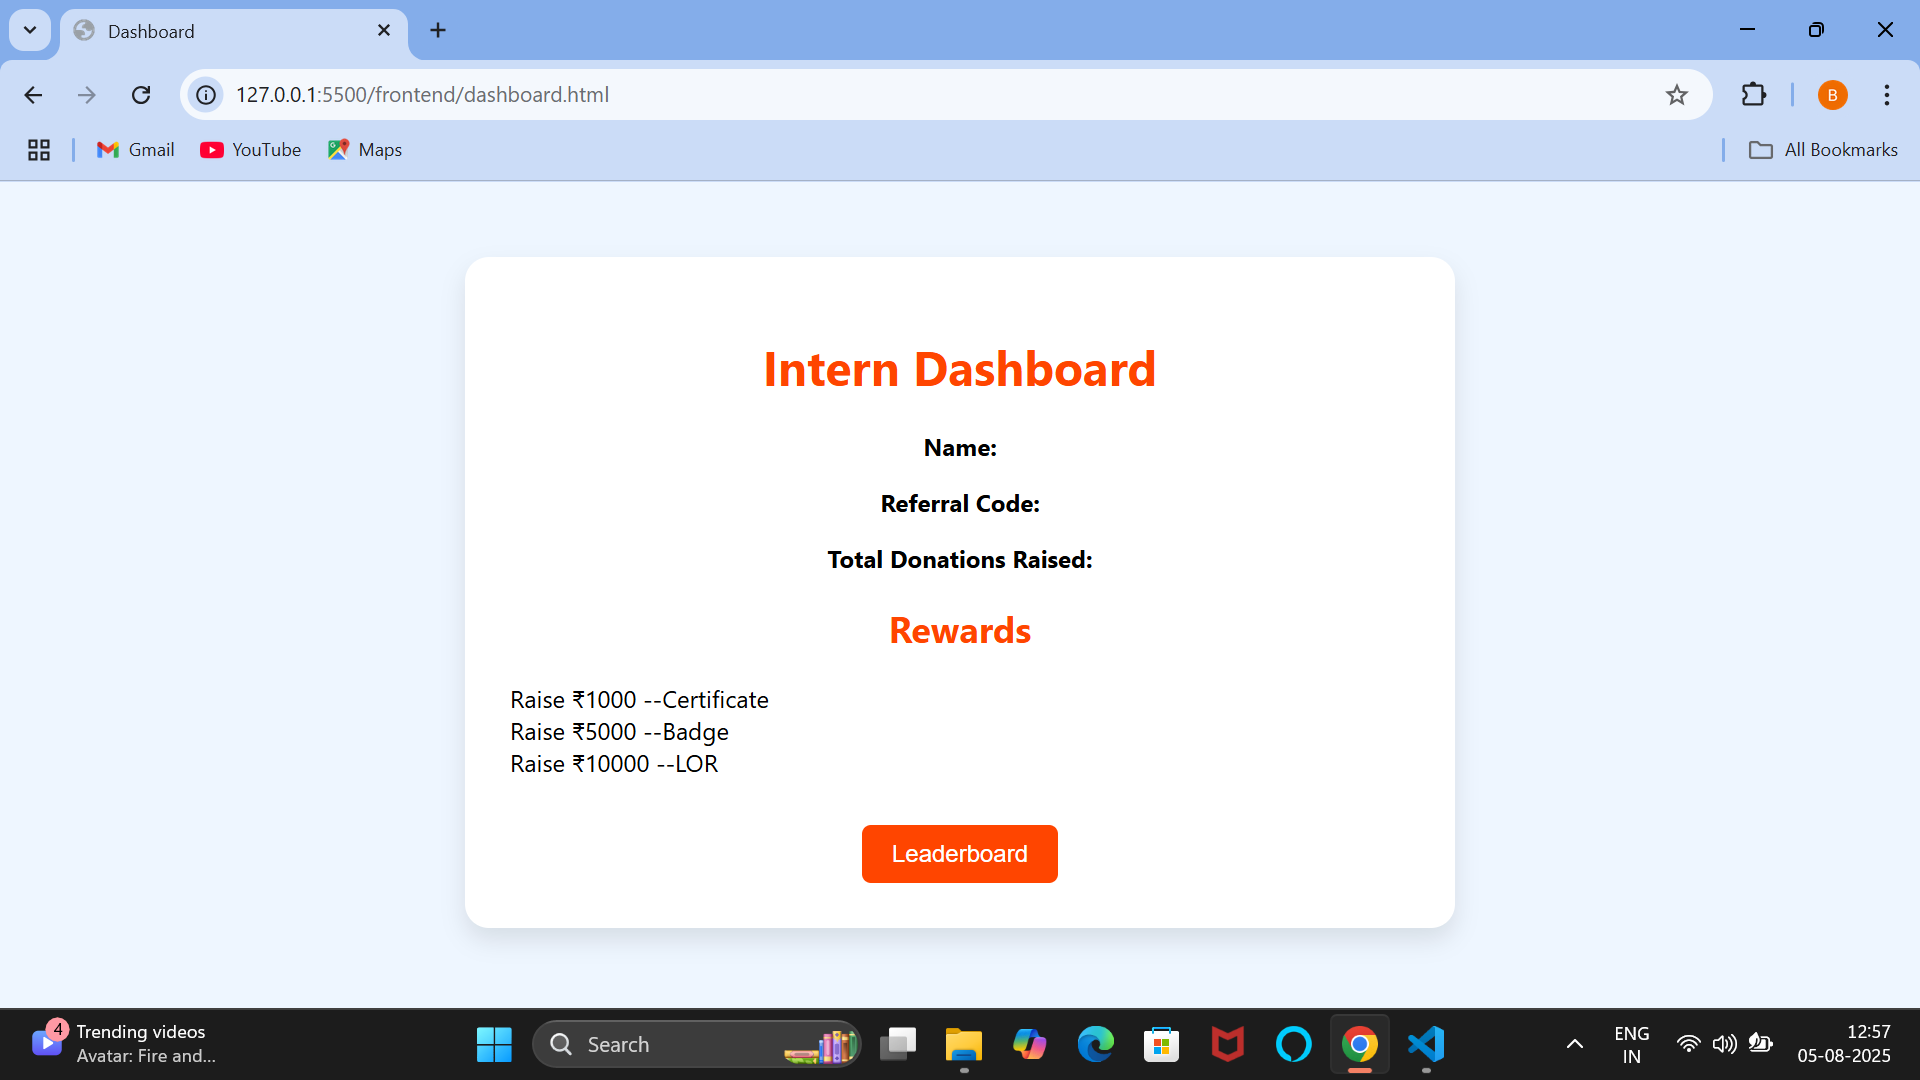 Dashboard
127.0.0.1:5500/frontend/dashboard.html
B
Gmail
YouTube
Maps
All Bookmarks
Intern Dashboard
Name:
Referral Code:
Total Donations Raised:
Rewards
Raise ₹1000 --Certificate
Raise ₹5000 --Badge
Raise ₹10000 --LOR
Leaderboard
4
Trending videos
Avatar: Fire and...
Search
ENG
IN
12:57
05-08-2025